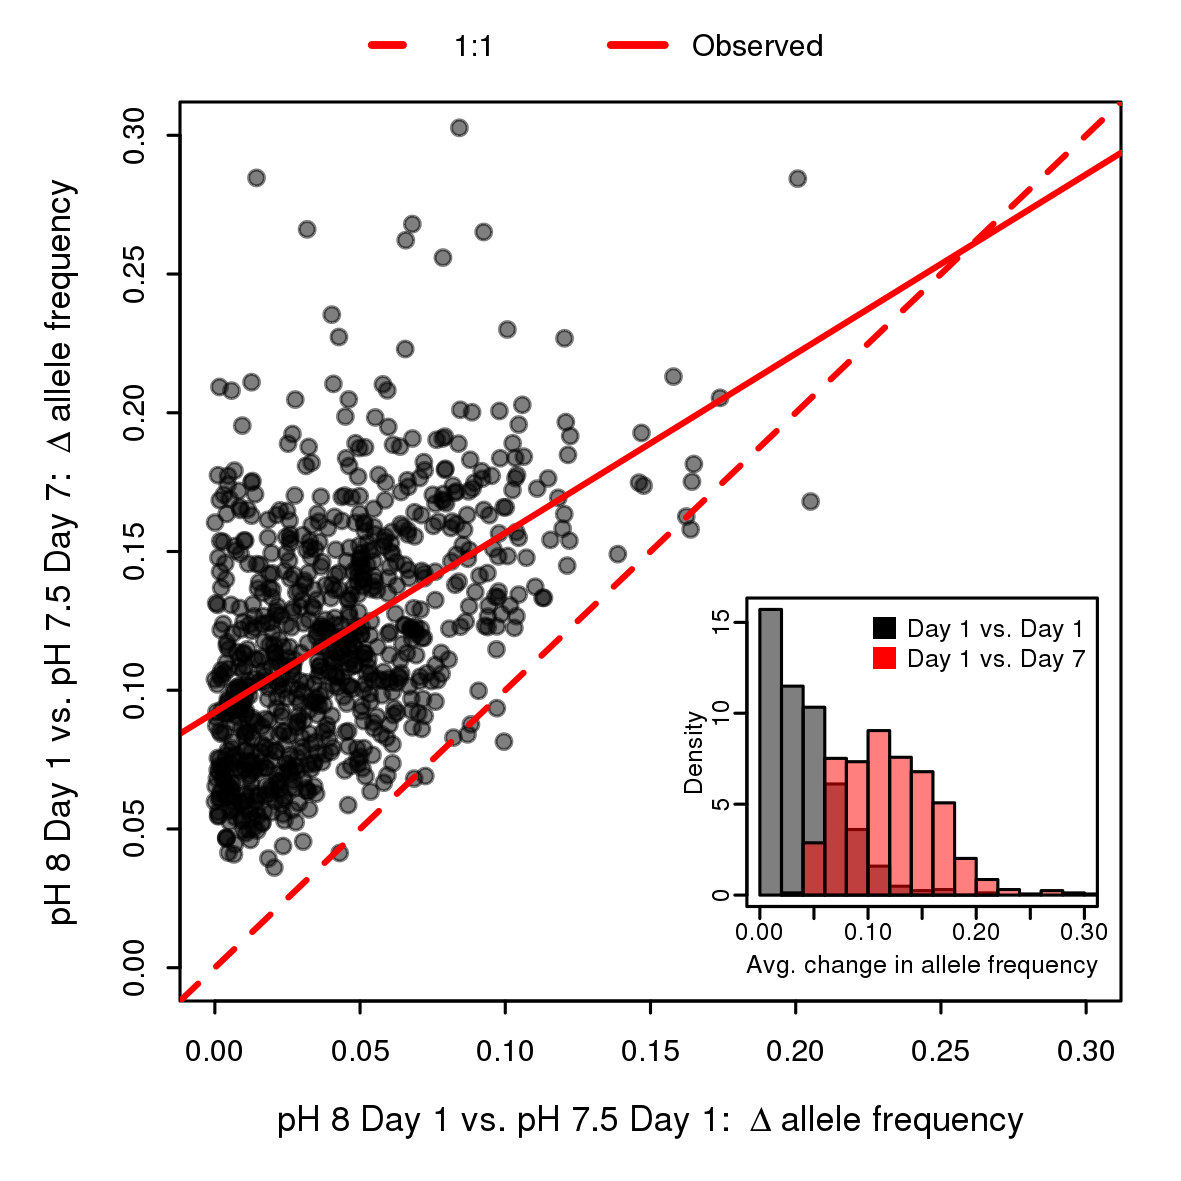 1:1 Observed
pH 8 Day 1 vs. pH 7.5 Day 7: Δ allele frequency
0.30
0.25
0.20
0.15
0.10
0.05
0.00
0.00 0.05 0.10 0.15 0.20 0.25 0.30
pH 8 Day 1 vs. pH 7.5 Day 1: Δ allele frequency
Day 1 vs. Day 1
Day 1 vs. Day 7
Density
15
10
5
0
0.00 0.10 0.20 0.30
Avg. change in allele frequency